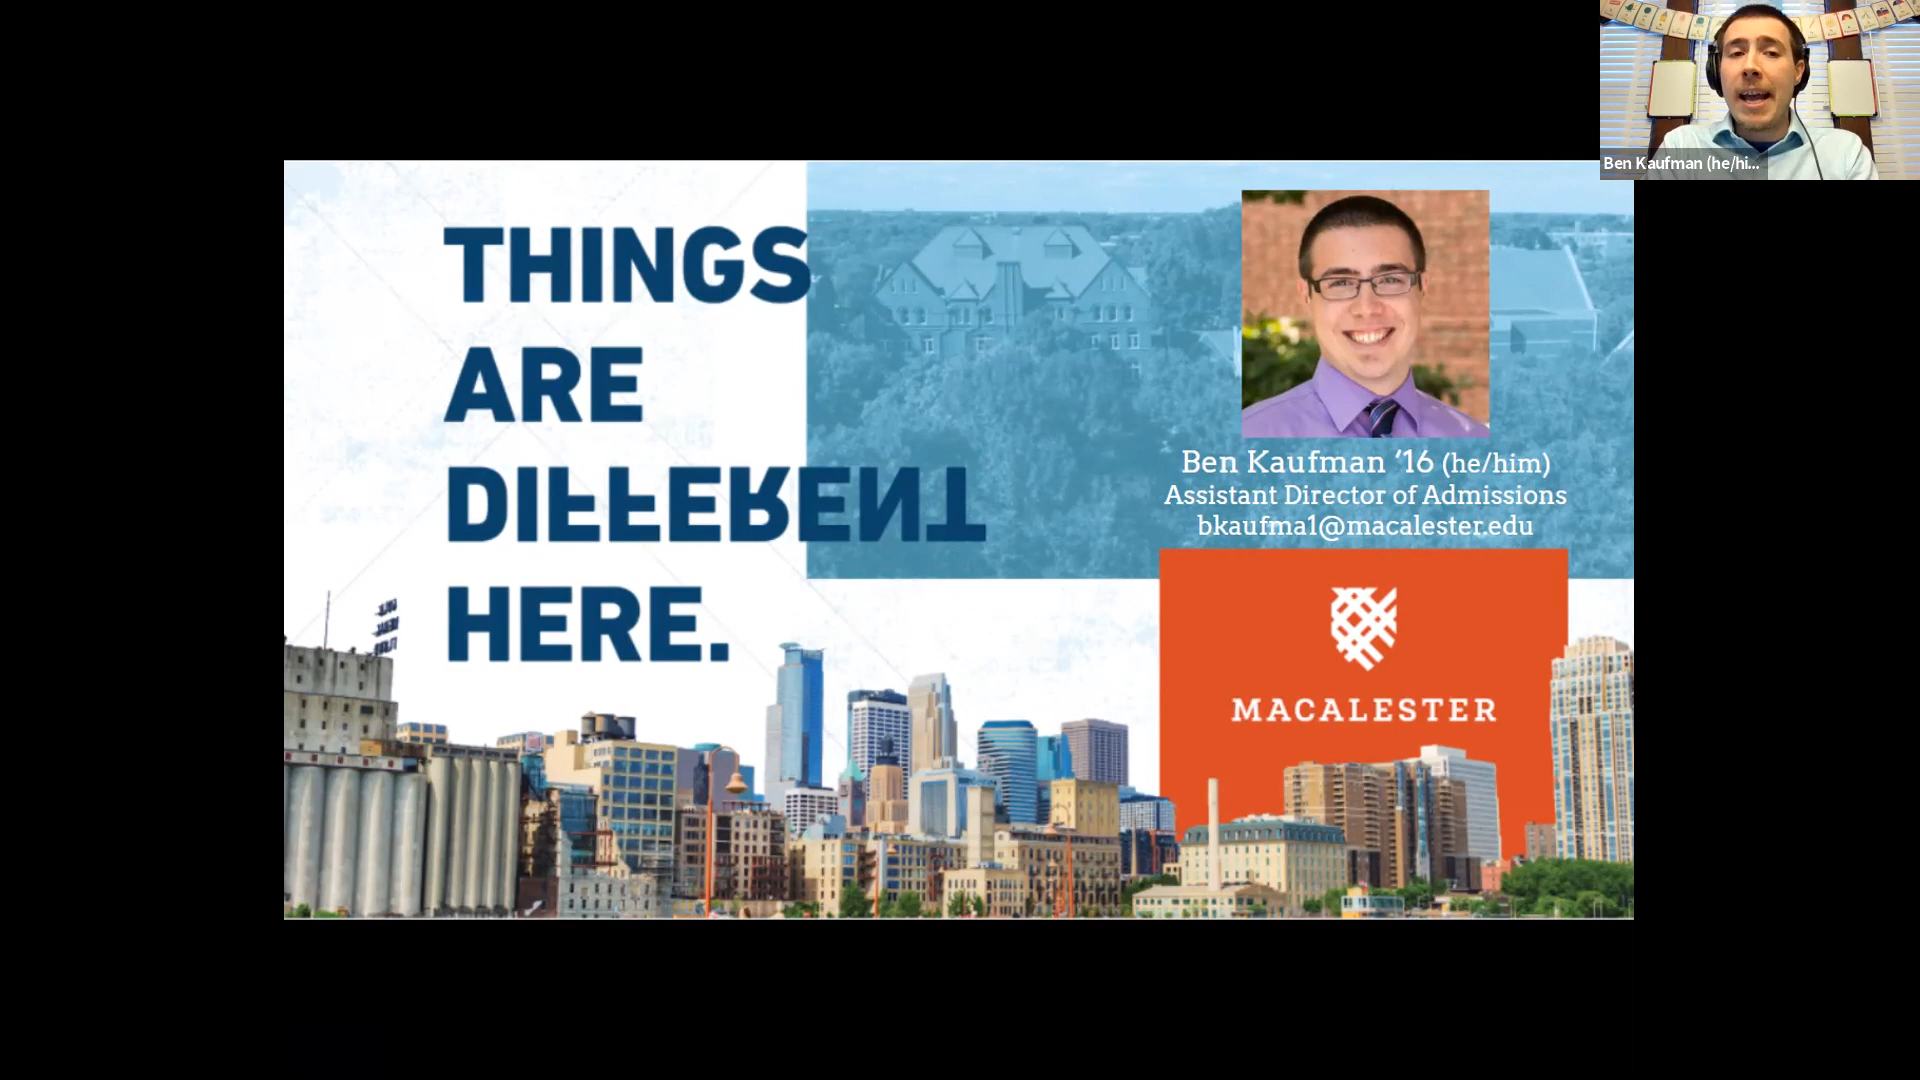 THINGS
ARE
DIFFERENT
HERE.
Ben Kaufman ‘16 (he/him)
Assistant Director of Admissions
bkaufma1@macalester.edu
MACALESTER
Ben Kaufman (he/hi...